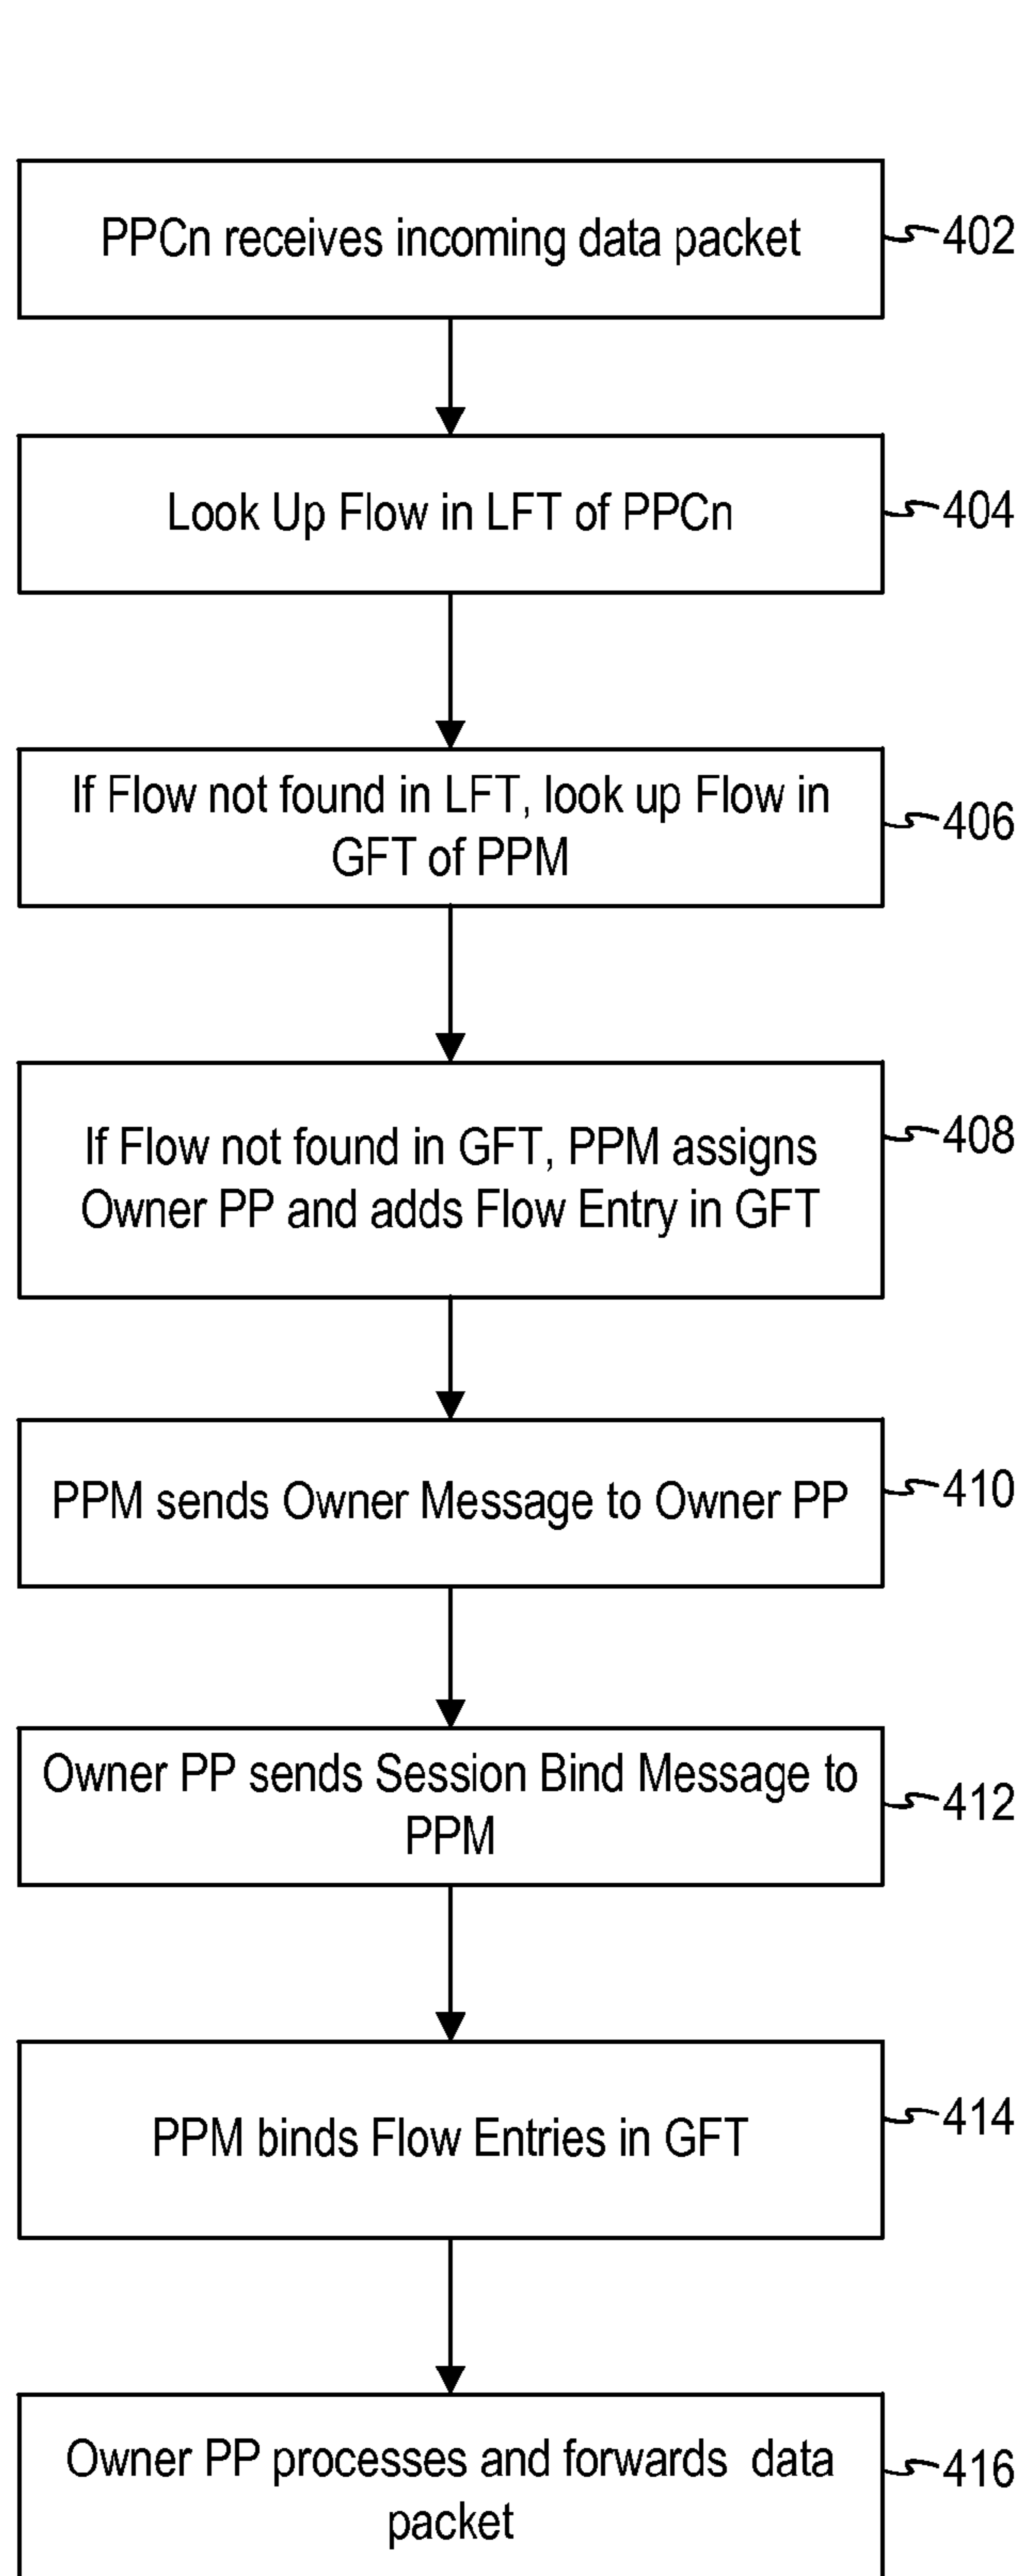 PPCn receives incoming data packet
402
Look Up Flow in LFT of PPCn
404
If Flow not found in LFT, look up Flow in
GFT of PPM
406
If Flow not found in GFT, PPM assigns
Owner PP and adds Flow Entry in GFT
408
PPM sends Owner Message to Owner PP
410
Owner PP sends Session Bind Message to
PPM
412
PPM binds Flow Entries in GFT
414
Owner PP processes and forwards data
packet
416